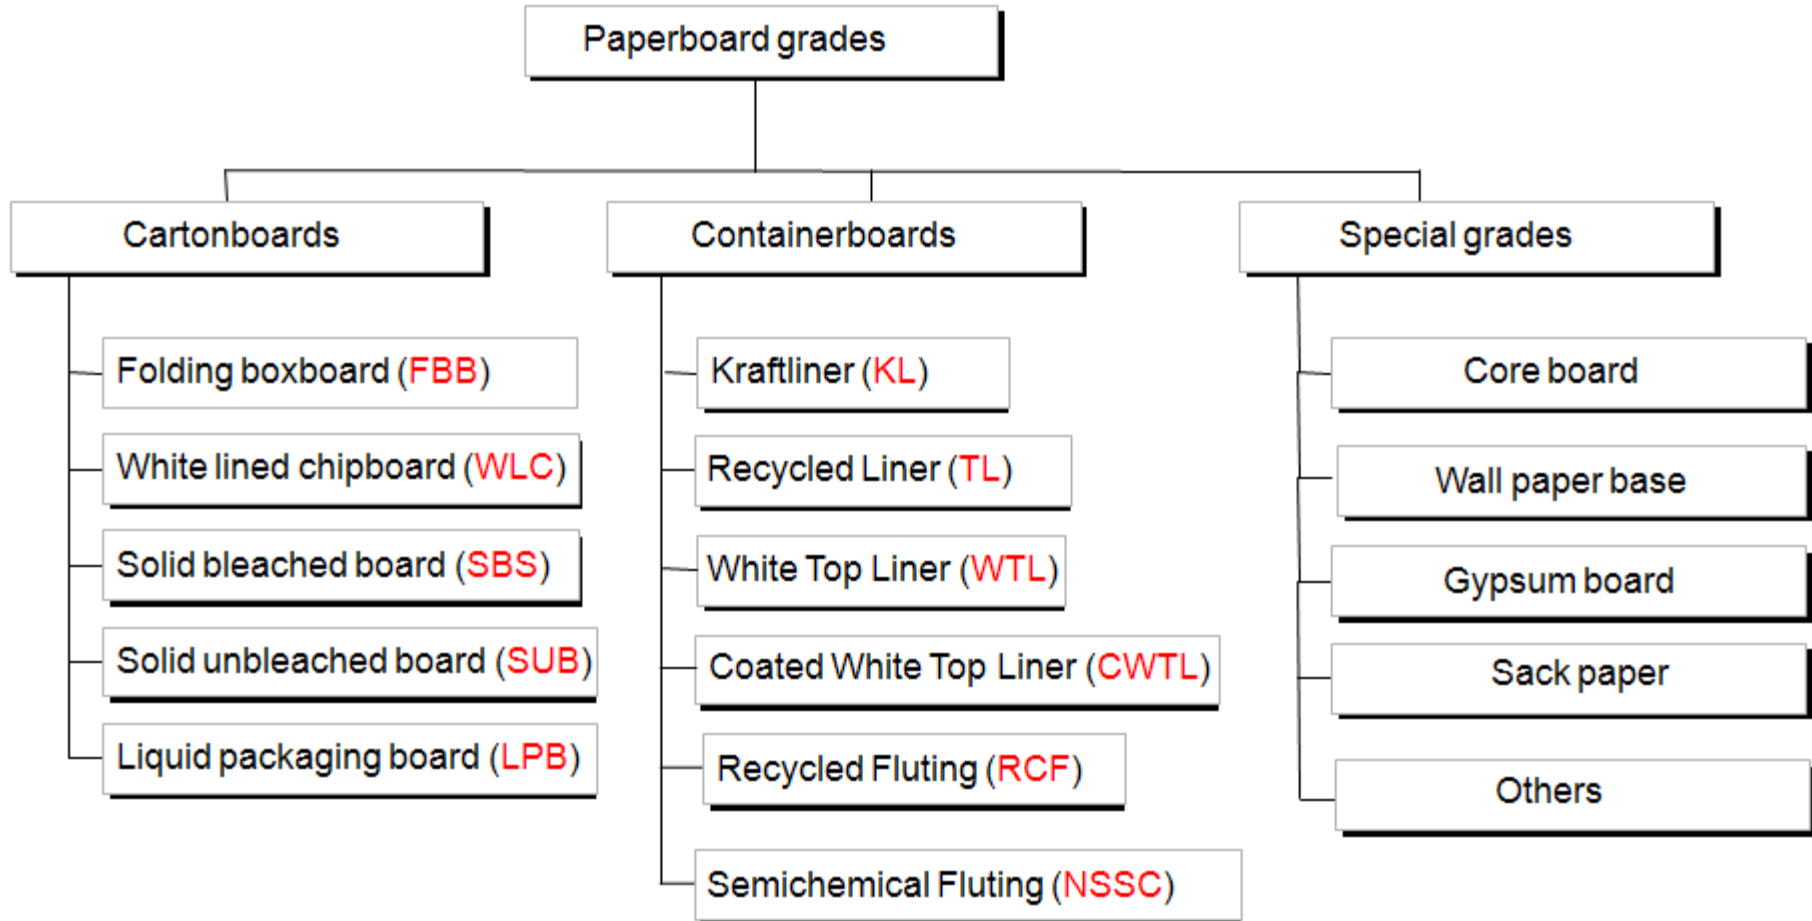 Paperboard grades
Cartonboards
Containerboards
Special grades
Folding boxboard (FBB)
White lined chipboard (WLC)
Solid bleached board (SBS)
Solid unbleached board (SUB)
Liquid packaging board (LPB)
Kraftliner (KL)
Recycled Liner (TL)
White Top Liner (WTL)
Coated White Top Liner (CWTL)
Recycled Fluting (RCF)
Semichemical Fluting (NSSC)
Core board
Wall paper base
Gypsum board
Sack paper
Others